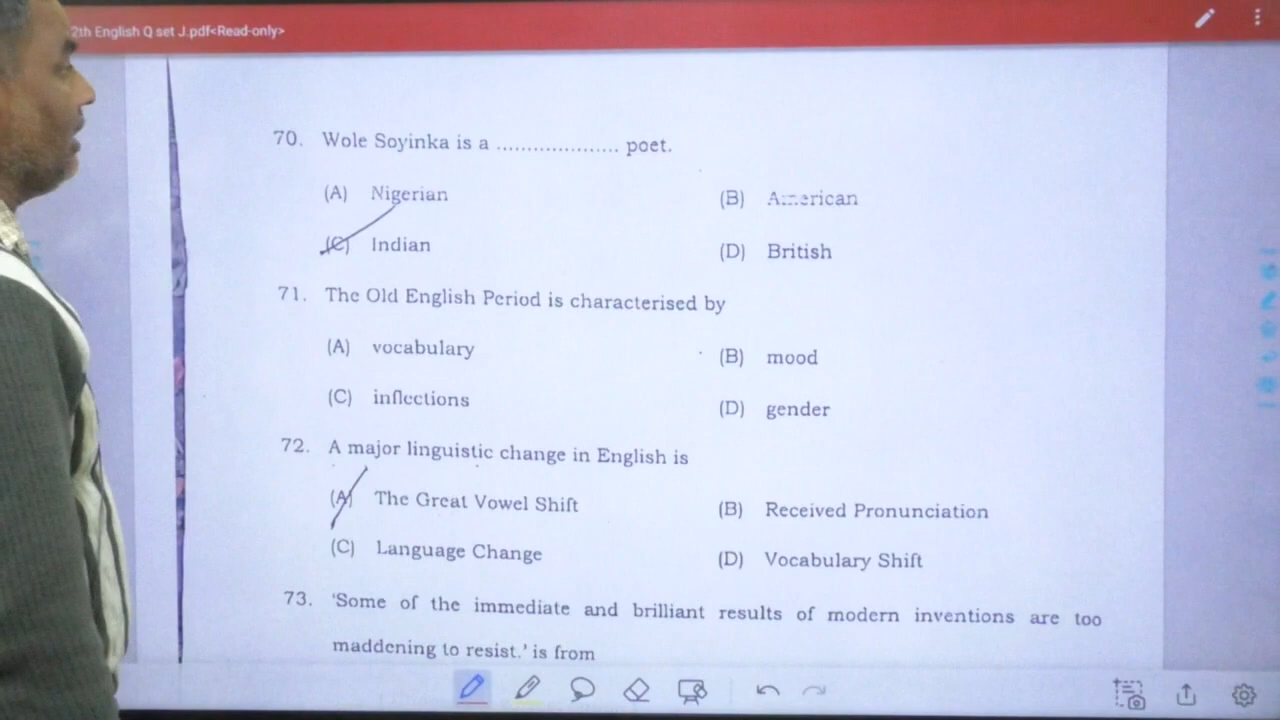 2th English Q set J.pdf<Read-only>
70. Wole Soyinka is a .................... poet.
(A) Nigerian (B) American
(C) Indian (D) British
71. The Old English Period is characterised by
(A) vocabulary (B) mood
(C) inflections (D) gender
72. A major linguistic change in English is
(A) The Great Vowel Shift (B) Received Pronunciation
(C) Language Change (D) Vocabulary Shift
73. 'Some of the immediate and brilliant results of modern inventions are too
maddening to resist.' is from